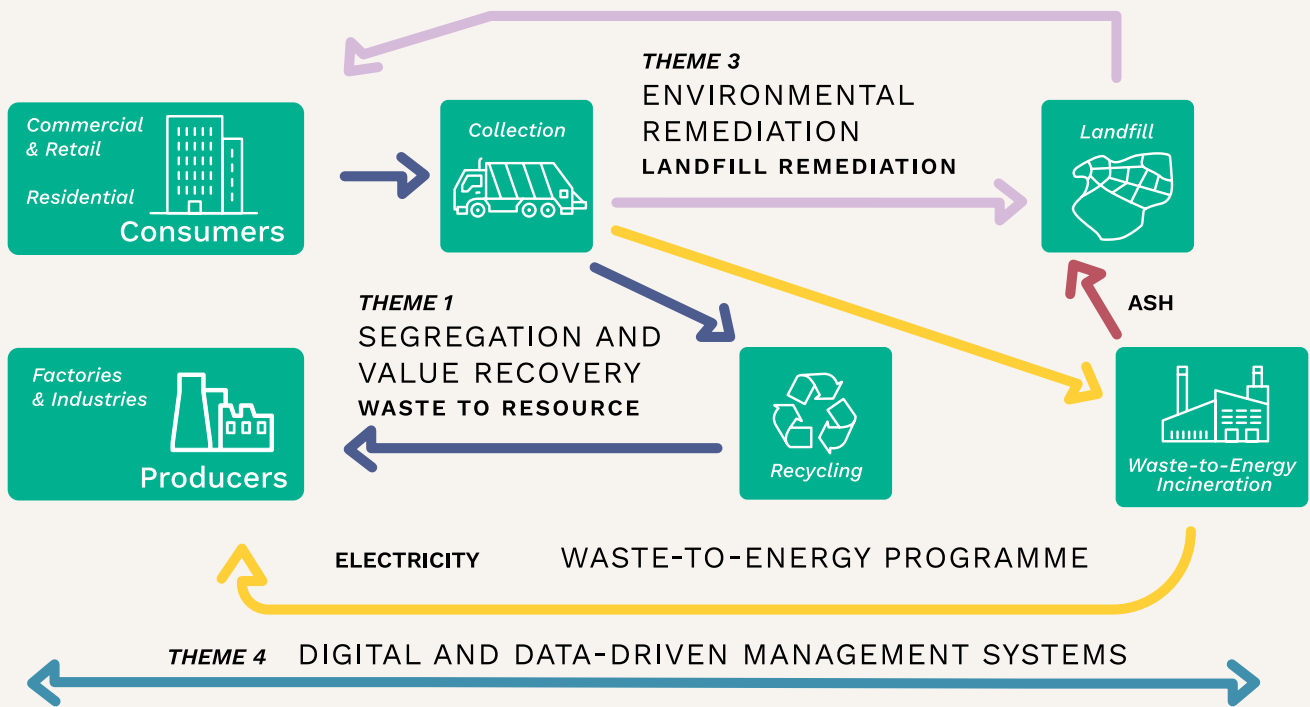 THEME 3
ENVIRONMENTAL
REMEDIATION
LANDFILL REMEDIATION
Commercial
& Retail
Residential
Consumers
Collection
Landfill
THEME 1
SEGREGATION AND
VALUE RECOVERY
WASTE TO RESOURCE
ASH
Factories
& Industries
Producers
Recycling
Waste-to-Energy
Incineration
ELECTRICITY
WASTE-TO-ENERGY PROGRAMME
THEME 4 DIGITAL AND DATA-DRIVEN MANAGEMENT SYSTEMS